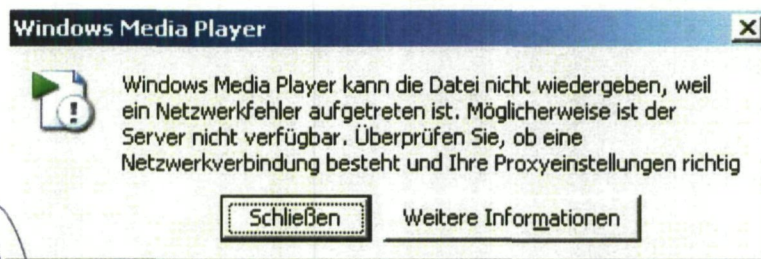 Windows Media Player
Windows Media Player kann die Datei nicht wiedergeben, weil
ein Netzwerkfehler aufgetreten ist. Möglicherweise ist der
Server nicht verfügbar. Überprüfen Sie, ob eine
Netzwerkverbindung besteht und Ihre Proxyeinstellungen richtig
Schließen
Weitere Informationen